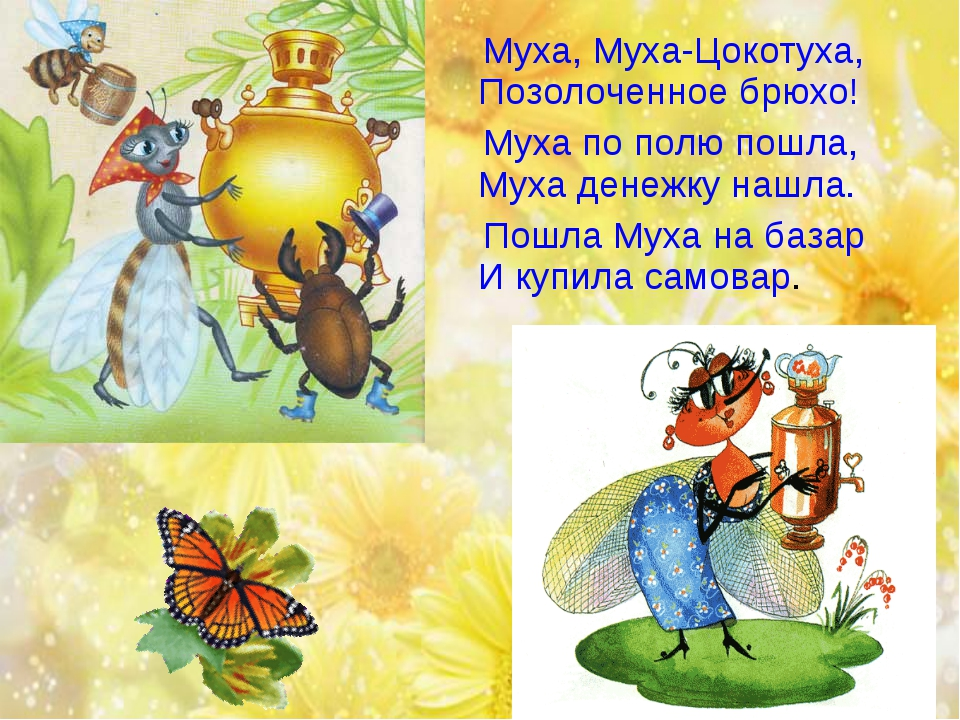 Муха, Муха-Цокотуха,
Позолоченное брюхо!
Муха по полю пошла,
Муха денежку нашла.
Пошла Муха на базар
И купила самовар.